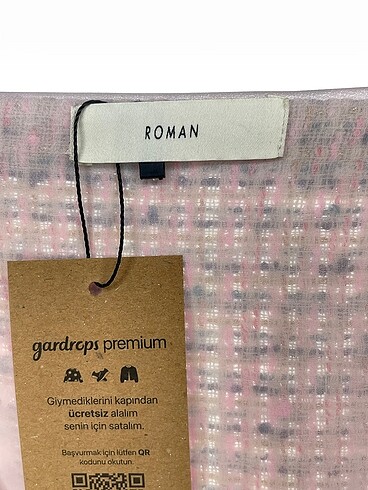 ROMAN
gardrops premium
Giymediklerini kapından
ücretsiz alalım
senin için satalım.
Başvurmak için lütfen QR
kodunu okutun.